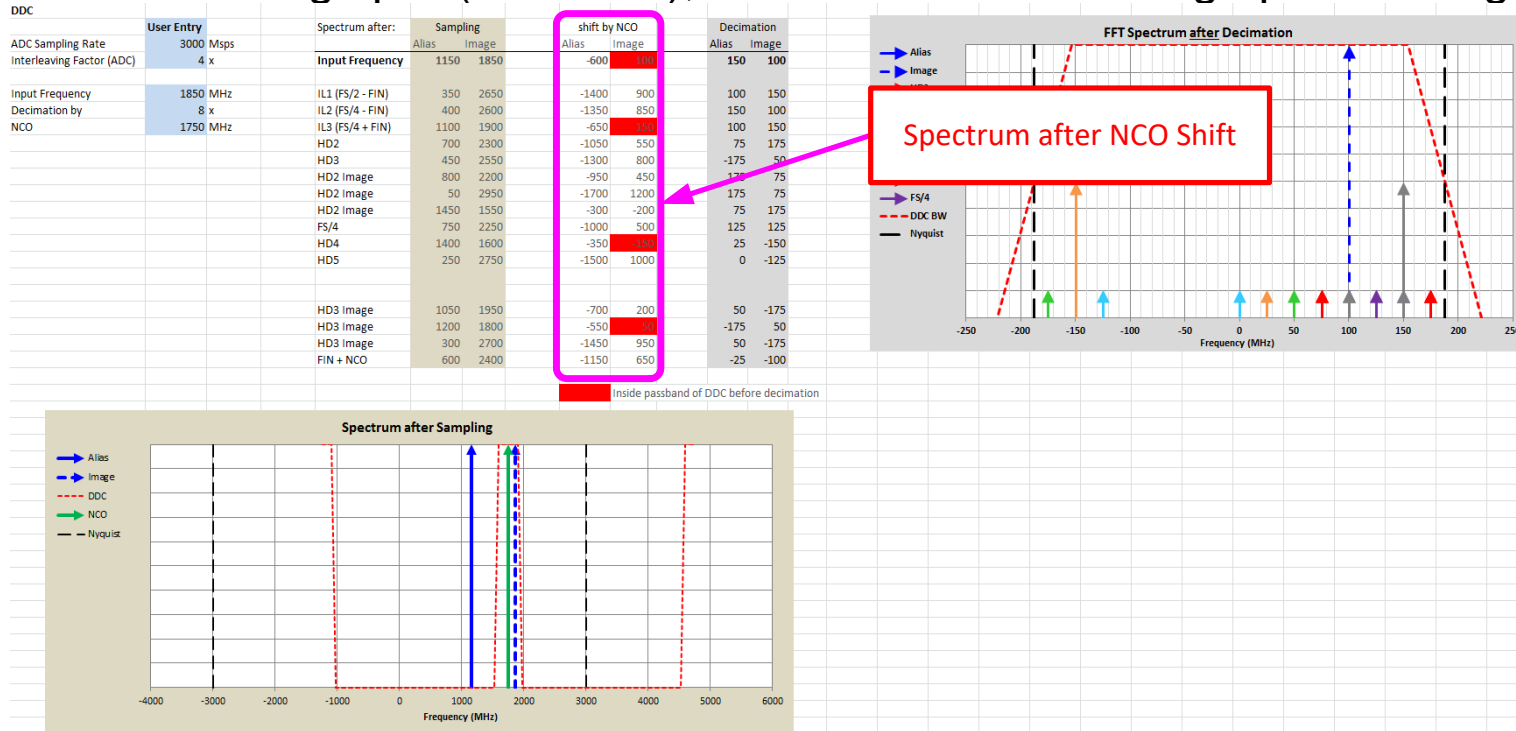 DDC
User Entry Spectrum after: Sampling shift by NCO Decimation
ADC Sampling Rate 3000 Msps Alias Image Alias Image Alias Image
Interleaving Factor (ADC) 4 x Input Frequency 1150 1850 -600 100 150 100
Input Frequency 1850 MHz IL1 (FS/2 - FIN) 350 2650 -1400 900 100 150
Decimation by 8 x IL2 (FS/4 - FIN) 400 2600 -1350 850 150 100
NCO 1750 MHz IL3 (FS/4 + FIN) 1100 1900 -650 150 100 150
HD2 700 2300 -1050 550 75 175
HD3 450 2550 -1300 800 -175 50
HD2 Image 800 2200 -950 450 175 75
HD2 Image 50 2950 -1700 1200 175 75
HD2 Image 1450 1550 -300 -200 75 175
FS/4 750 2250 -1000 500 125 125
HD4 1400 1600 -350 -150 25 -150
HD5 250 2750 -1500 1000 0 -125
HD3 Image 1050 1950 -700 200 50 -175
HD3 Image 1200 1800 -550 50 -175 50
HD3 Image 300 2700 -1450 950 50 -175
FIN + NCO 600 2400 -1150 650 -25 -100
Inside passband of DDC before decimation
FFT Spectrum after Decimation
Alias
Image
Spectrum after NCO Shift
FS/4
DDC BW
Nyquist
-250 -200 -150 -100 -50 0 50 100 150 200
Frequency (MHz)
Spectrum after Sampling
Alias
Image
DDC
NCO
Nyquist
-4000 -3000 -2000 -1000 0 1000 2000 3000 4000 5000 6000
Frequency (MHz)